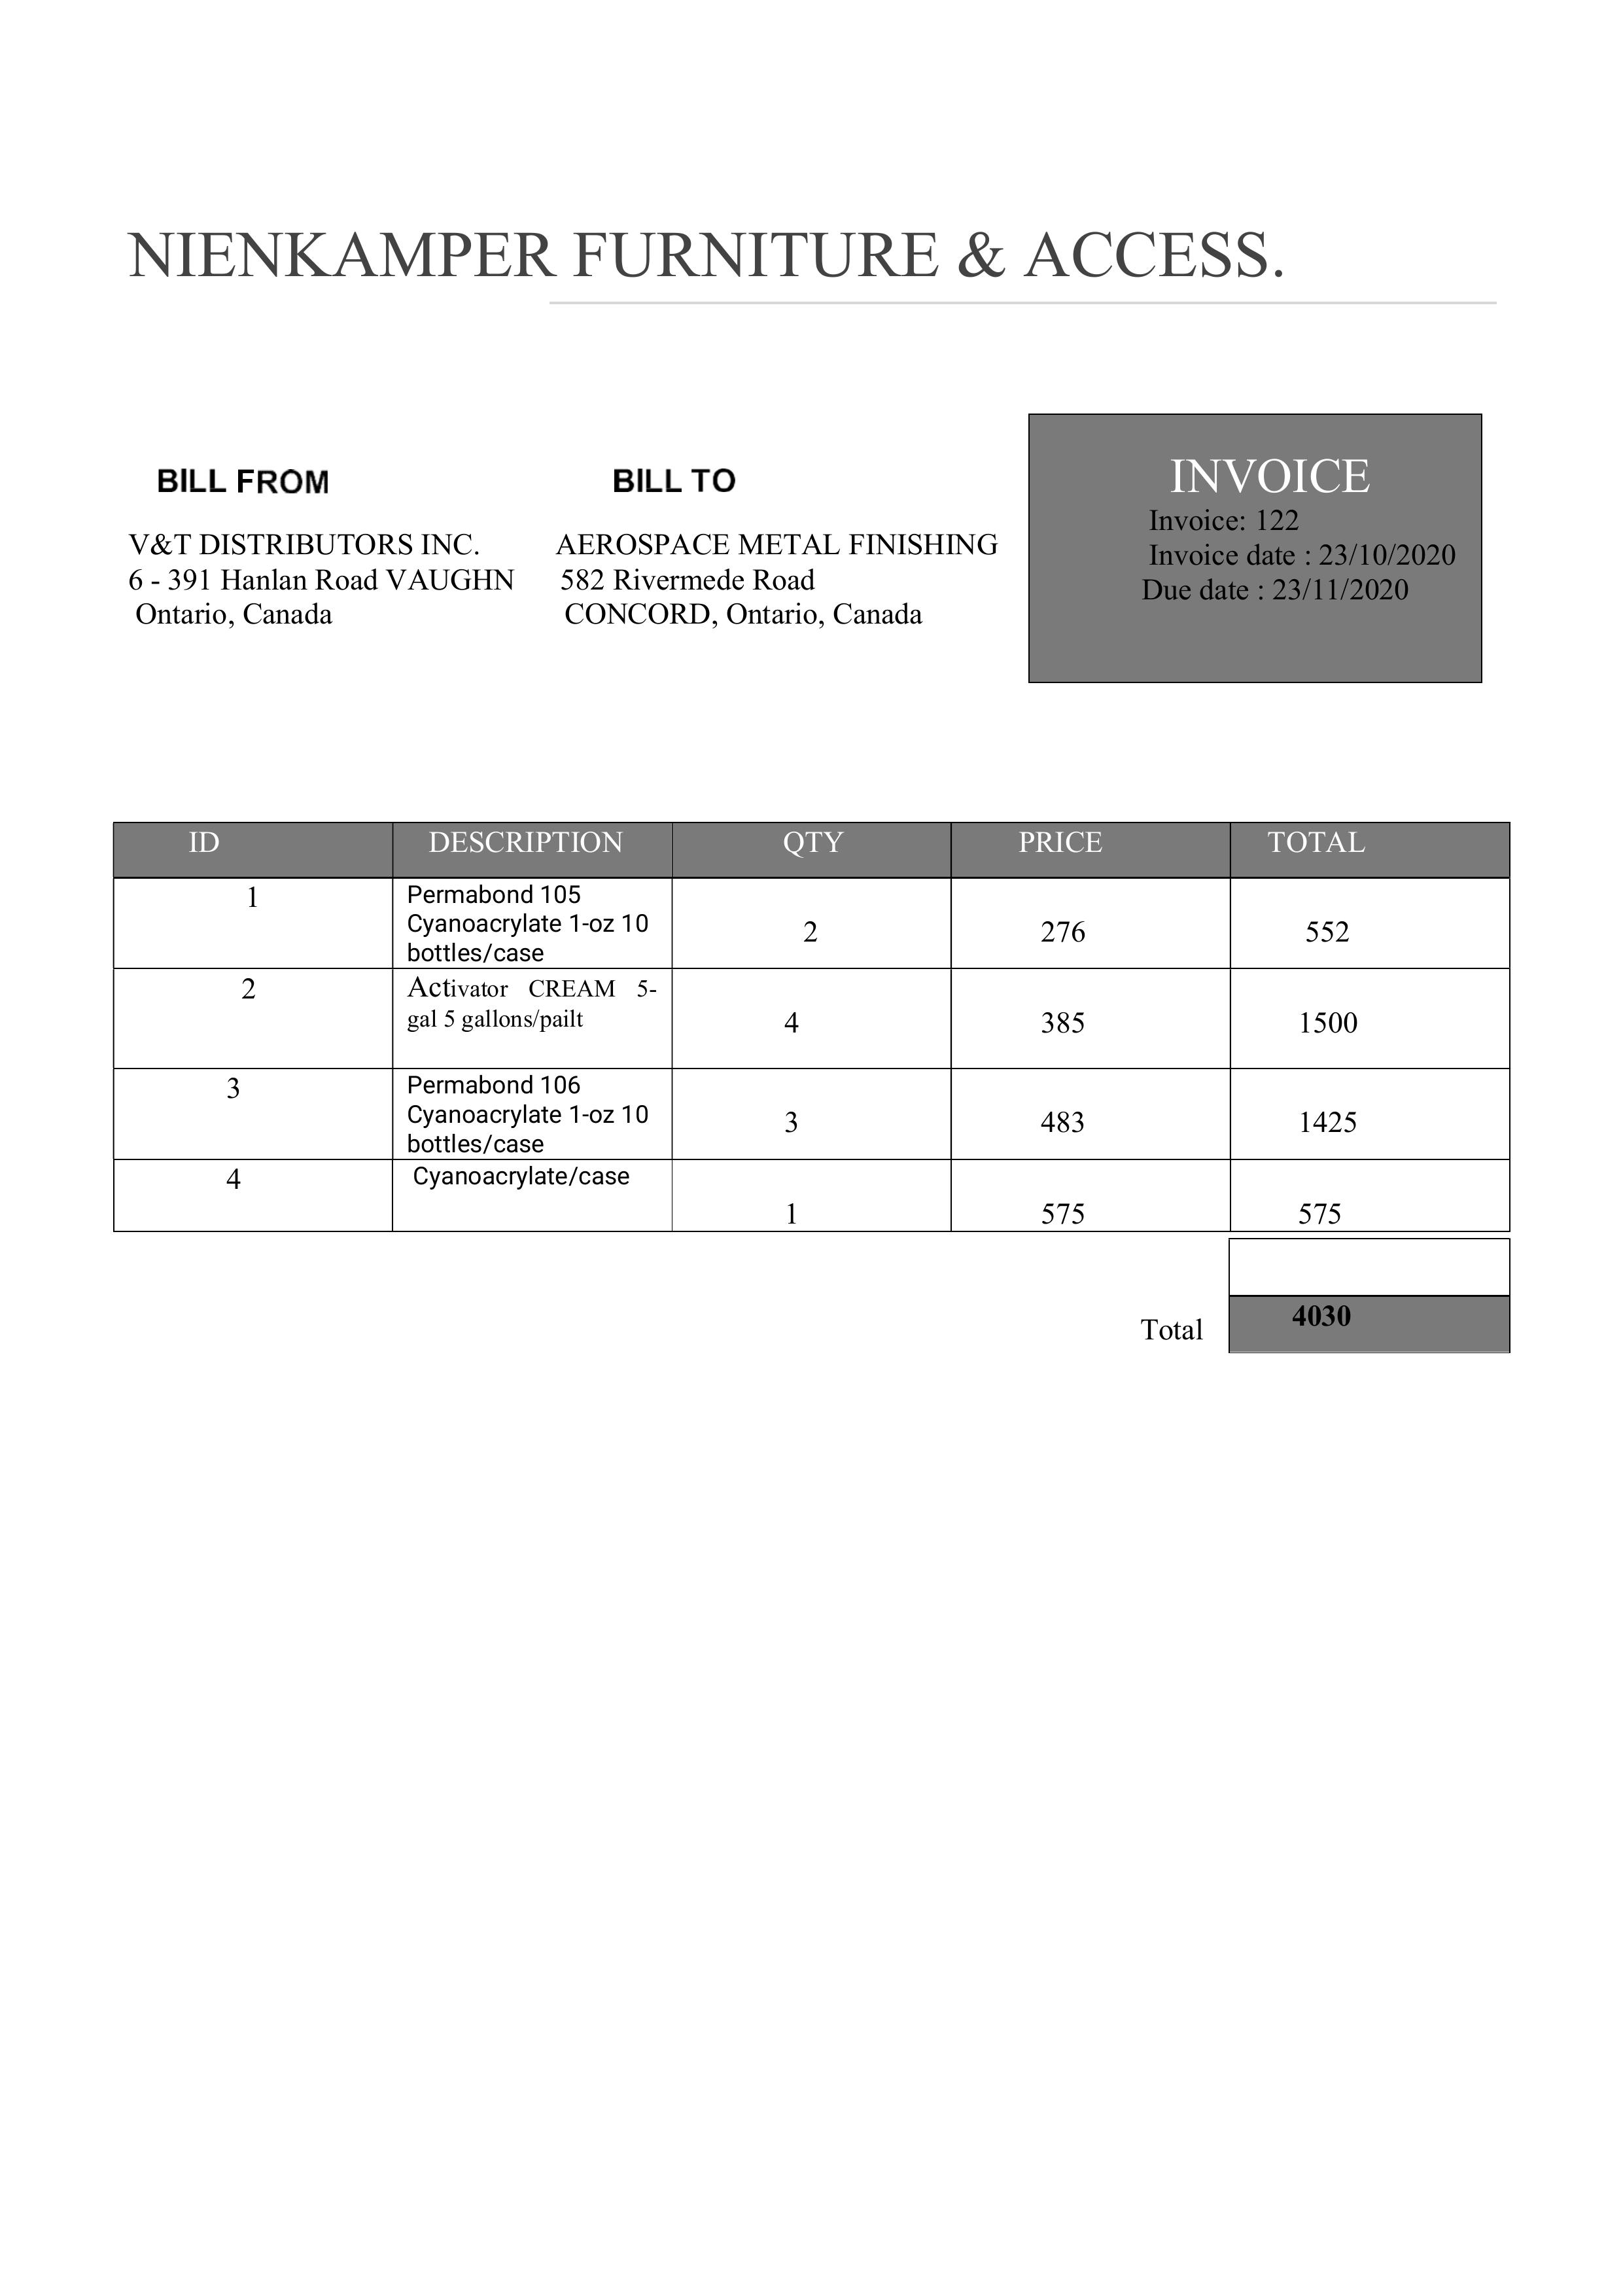 NIENKAMPER FURNITURE & ACCESS.
BILL FROM
V&T DISTRIBUTORS INC.
6 - 391 Hanlan Road VAUGHN
Ontario, Canada
BILL TO
AEROSPACE METAL FINISHING
582 Rivermede Road
CONCORD, Ontario, Canada
INVOICE
Invoice: 122
Invoice date : 23/10/2020
Due date : 23/11/2020
ID DESCRIPTION QTY PRICE TOTAL
1 Permabond 105
Cyanoacrylate 1-oz 10
bottles/case
2 276 552
2 Activator CREAM 5-
gal 5 gallons/pailt
4 385 1500
3 Permabond 106
Cyanoacrylate 1-oz 10
bottles/case
3 483 1425
4 Cyanoacrylate/case
1 575 575
Total 4030